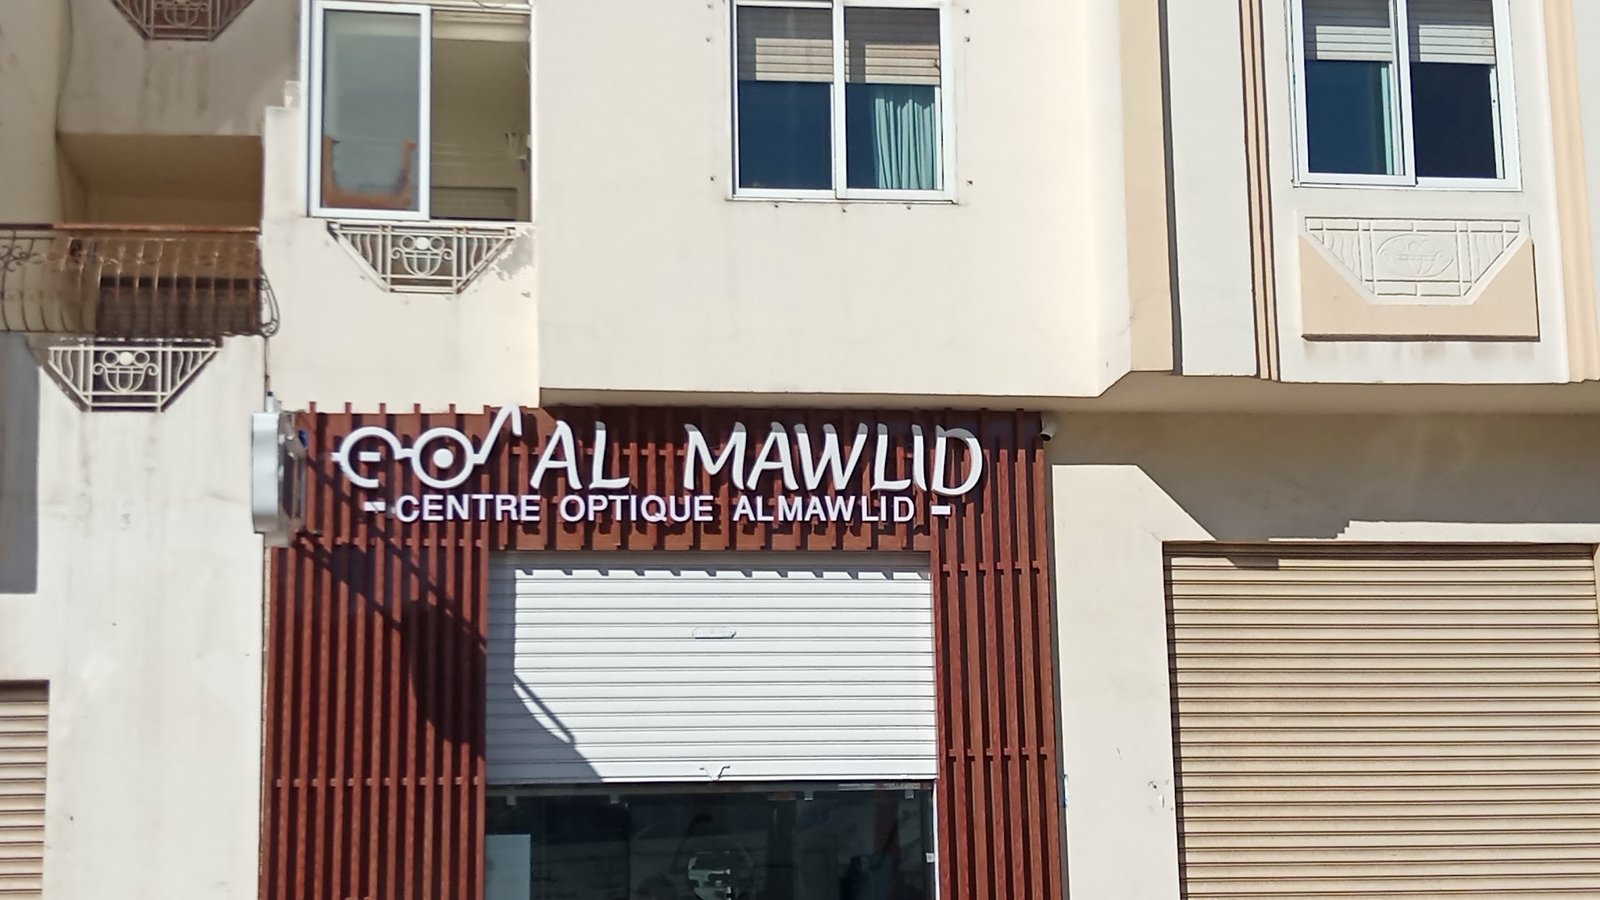 AL MAWLID
- CENTRE OPTIQUE ALMAWLID -